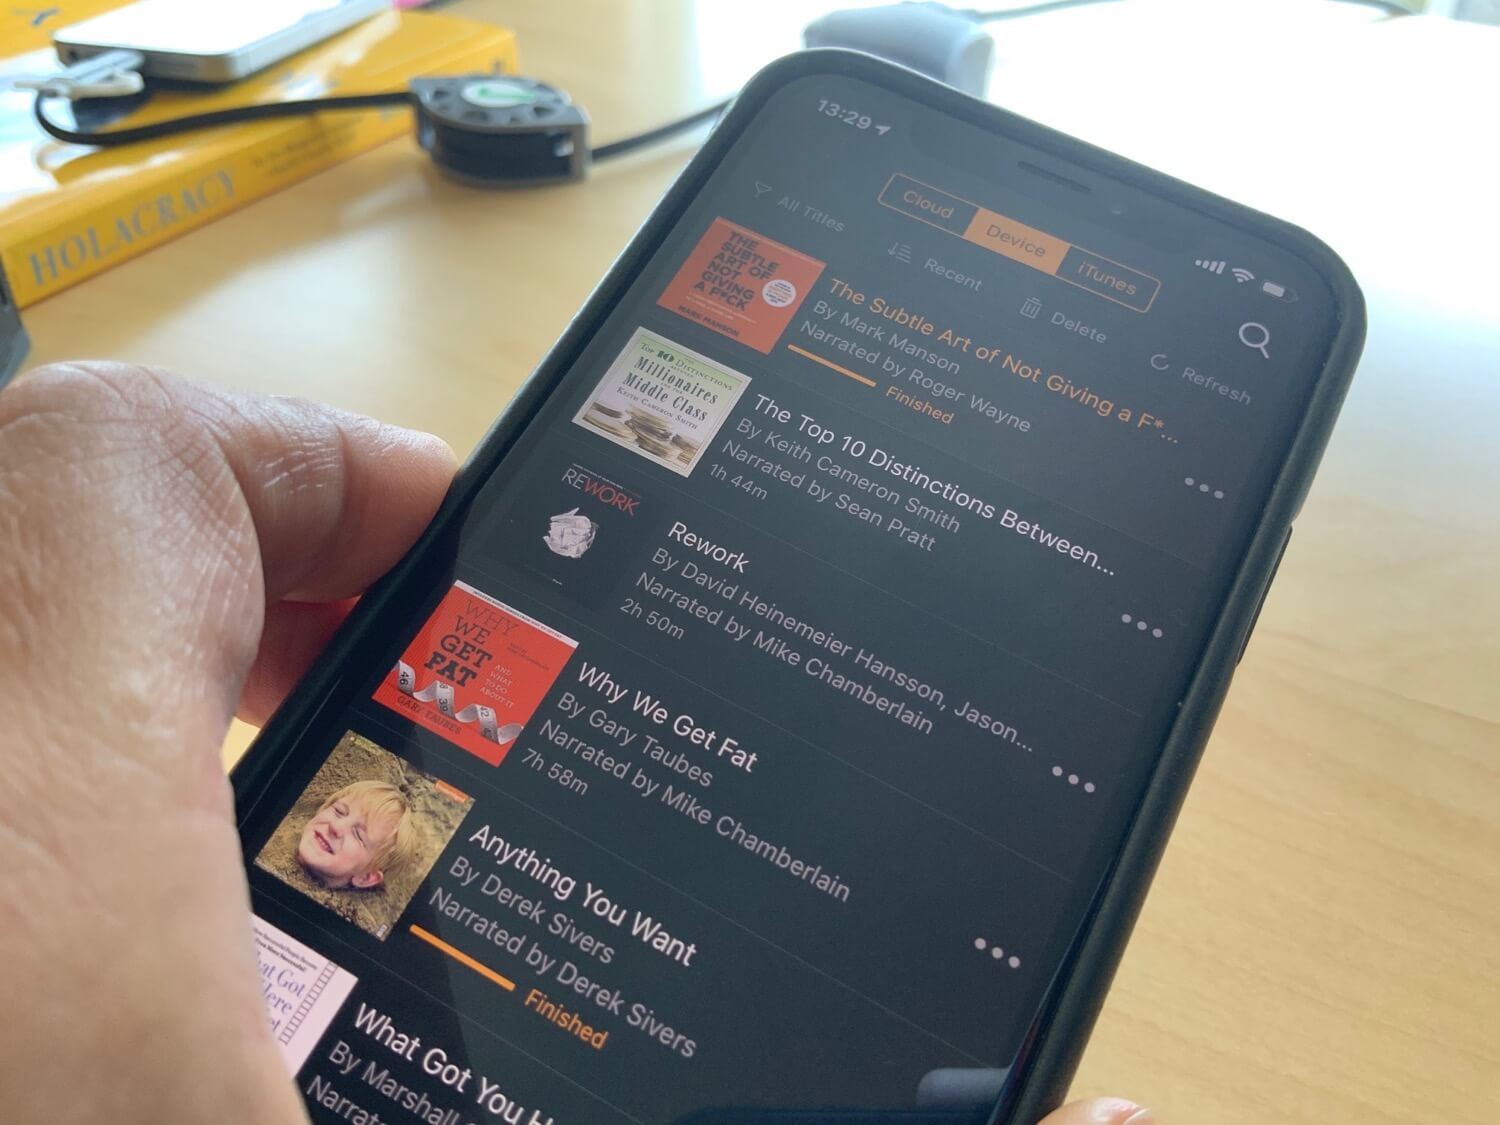 HOLACRACY
13:29
Cloud
Device
iTunes
All Titles
Recent
Delete
Refresh
THE
SUBTLE
ART OF
NOT
GIVING
A F*CK
MARK MANSON
The Subtle Art of Not Giving a F*...
By Mark Manson
Narrated by Roger Wayne
Finished
Top 10 Distinctions
Millionaires
Middle Class
Keith Cameron Smith
The Top 10 Distinctions Between...
By Keith Cameron Smith
Narrated by Sean Pratt
1h 44m
REWORK
Rework
By David Heinemeier Hansson, Jason...
Narrated by Mike Chamberlain
2h 50m
WHY
WE
GET
FAT
AND
WHAT
TO DO
ABOUT IT
GARY TAUBES
Why We Get Fat
By Gary Taubes
Narrated by Mike Chamberlain
7h 58m
Anything You Want
By Derek Sivers
Narrated by Derek Sivers
Finished
What Got You H
By Marshall
Narrat